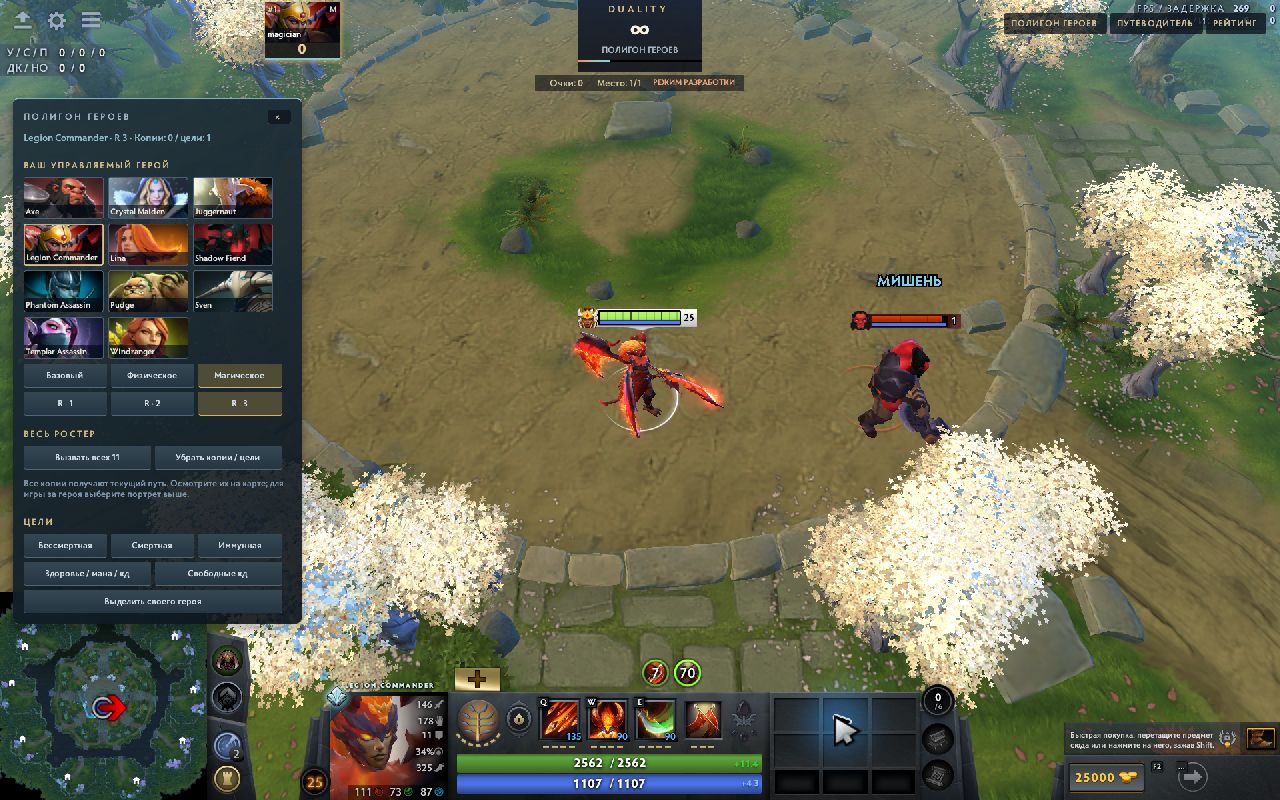 #1
M
magician
0
У/С/П 0 / 0 / 0
ДК/НО 0 / 0
DUALITY
∞
ПОЛИГОН ГЕРОЕВ
Очки: 0 Место: 1/1 РЕЖИМ РАЗРАБОТКИ
FPS / ЗАДЕРЖКА 269 0
ПОЛИГОН ГЕРОЕВ ПУТЕВОДИТЕЛЬ РЕЙТИНГ
ПОЛИГОН ГЕРОЕВ
Legion Commander · R 3 · Копии: 0 / цели: 1
ВАШ УПРАВЛЯЕМЫЙ ГЕРОЙ
Axe Crystal Maiden Juggernaut
Legion Commander Lina Shadow Fiend
Phantom Assassin Pudge Sven
Templar Assassin Windranger
Базовый Физическое Магическое
R · 1 R · 2 R · 3
ВЕСЬ РОСТЕР
Вызвать всех 11 Убрать копии / цели
Все копии получают текущий путь. Осмотрите их на карте; для
игры за героя выберите портрет выше.
ЦЕЛИ
Бессмертная Смертная Иммунная
Здоровье / мана / кд Свободные кд
Выделить своего героя
25
МИШЕНЬ
1
7 70
LEGION COMMANDER
146
178
11
34%
325
25
111 73 87
Q W E
135 90 90
2562 / 2562 +11.4
1107 / 1107 +4.3
2
0
/6
Быстрая покупка: перетащите предмет
сюда или нажмите на него, зажав Shift.
25000
F2
...